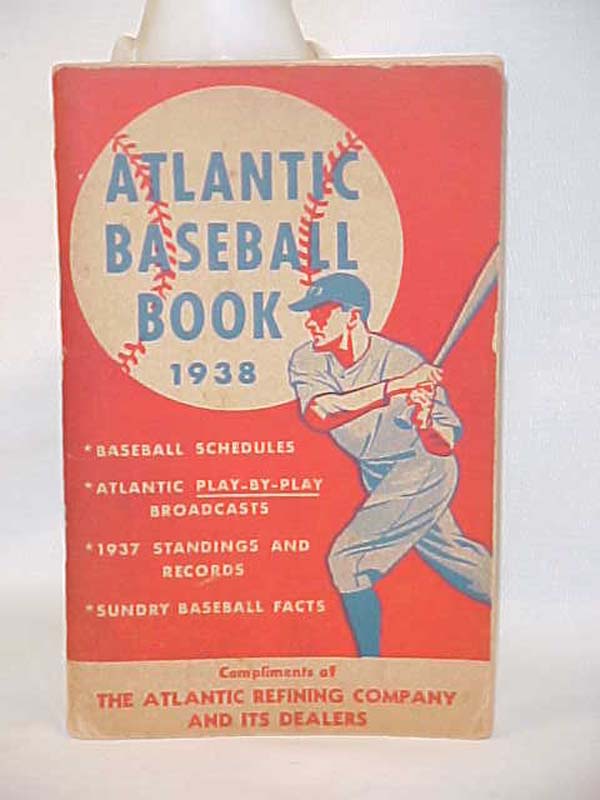 ATLANTIC
BASEBALL
BOOK
1938
*BASEBALL SCHEDULES
*ATLANTIC PLAY-BY-PLAY
BROADCASTS
*1937 STANDINGS AND
RECORDS
*SUNDRY BASEBALL FACTS
Compliments of
THE ATLANTIC REFINING COMPANY
AND ITS DEALERS